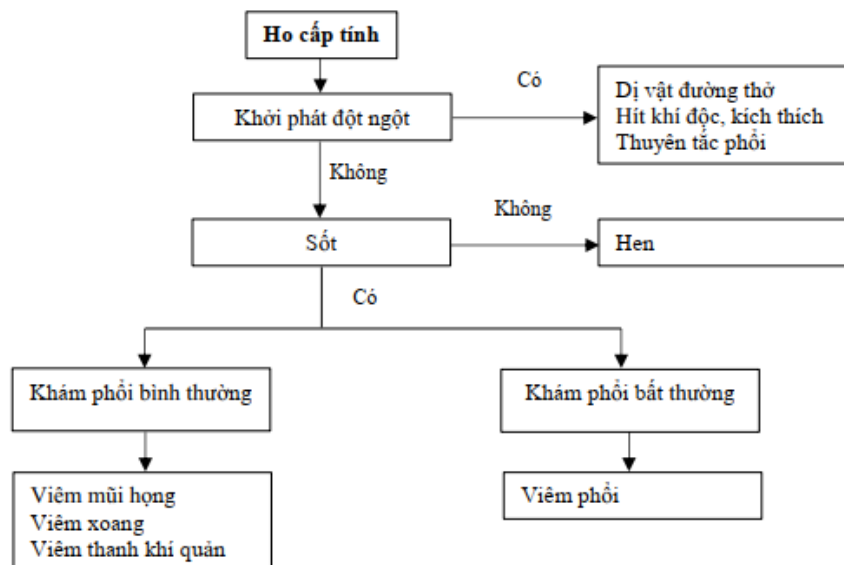 Ho cấp tính
Khởi phát đột ngột
Có
Dị vật đường thở
Hít khí độc, kích thích
Thuyên tắc phổi
Không
Sốt
Không
Hen
Có
Khám phổi bình thường
Khám phổi bất thường
Viêm mũi họng
Viêm xoang
Viêm thanh khí quản
Viêm phổi